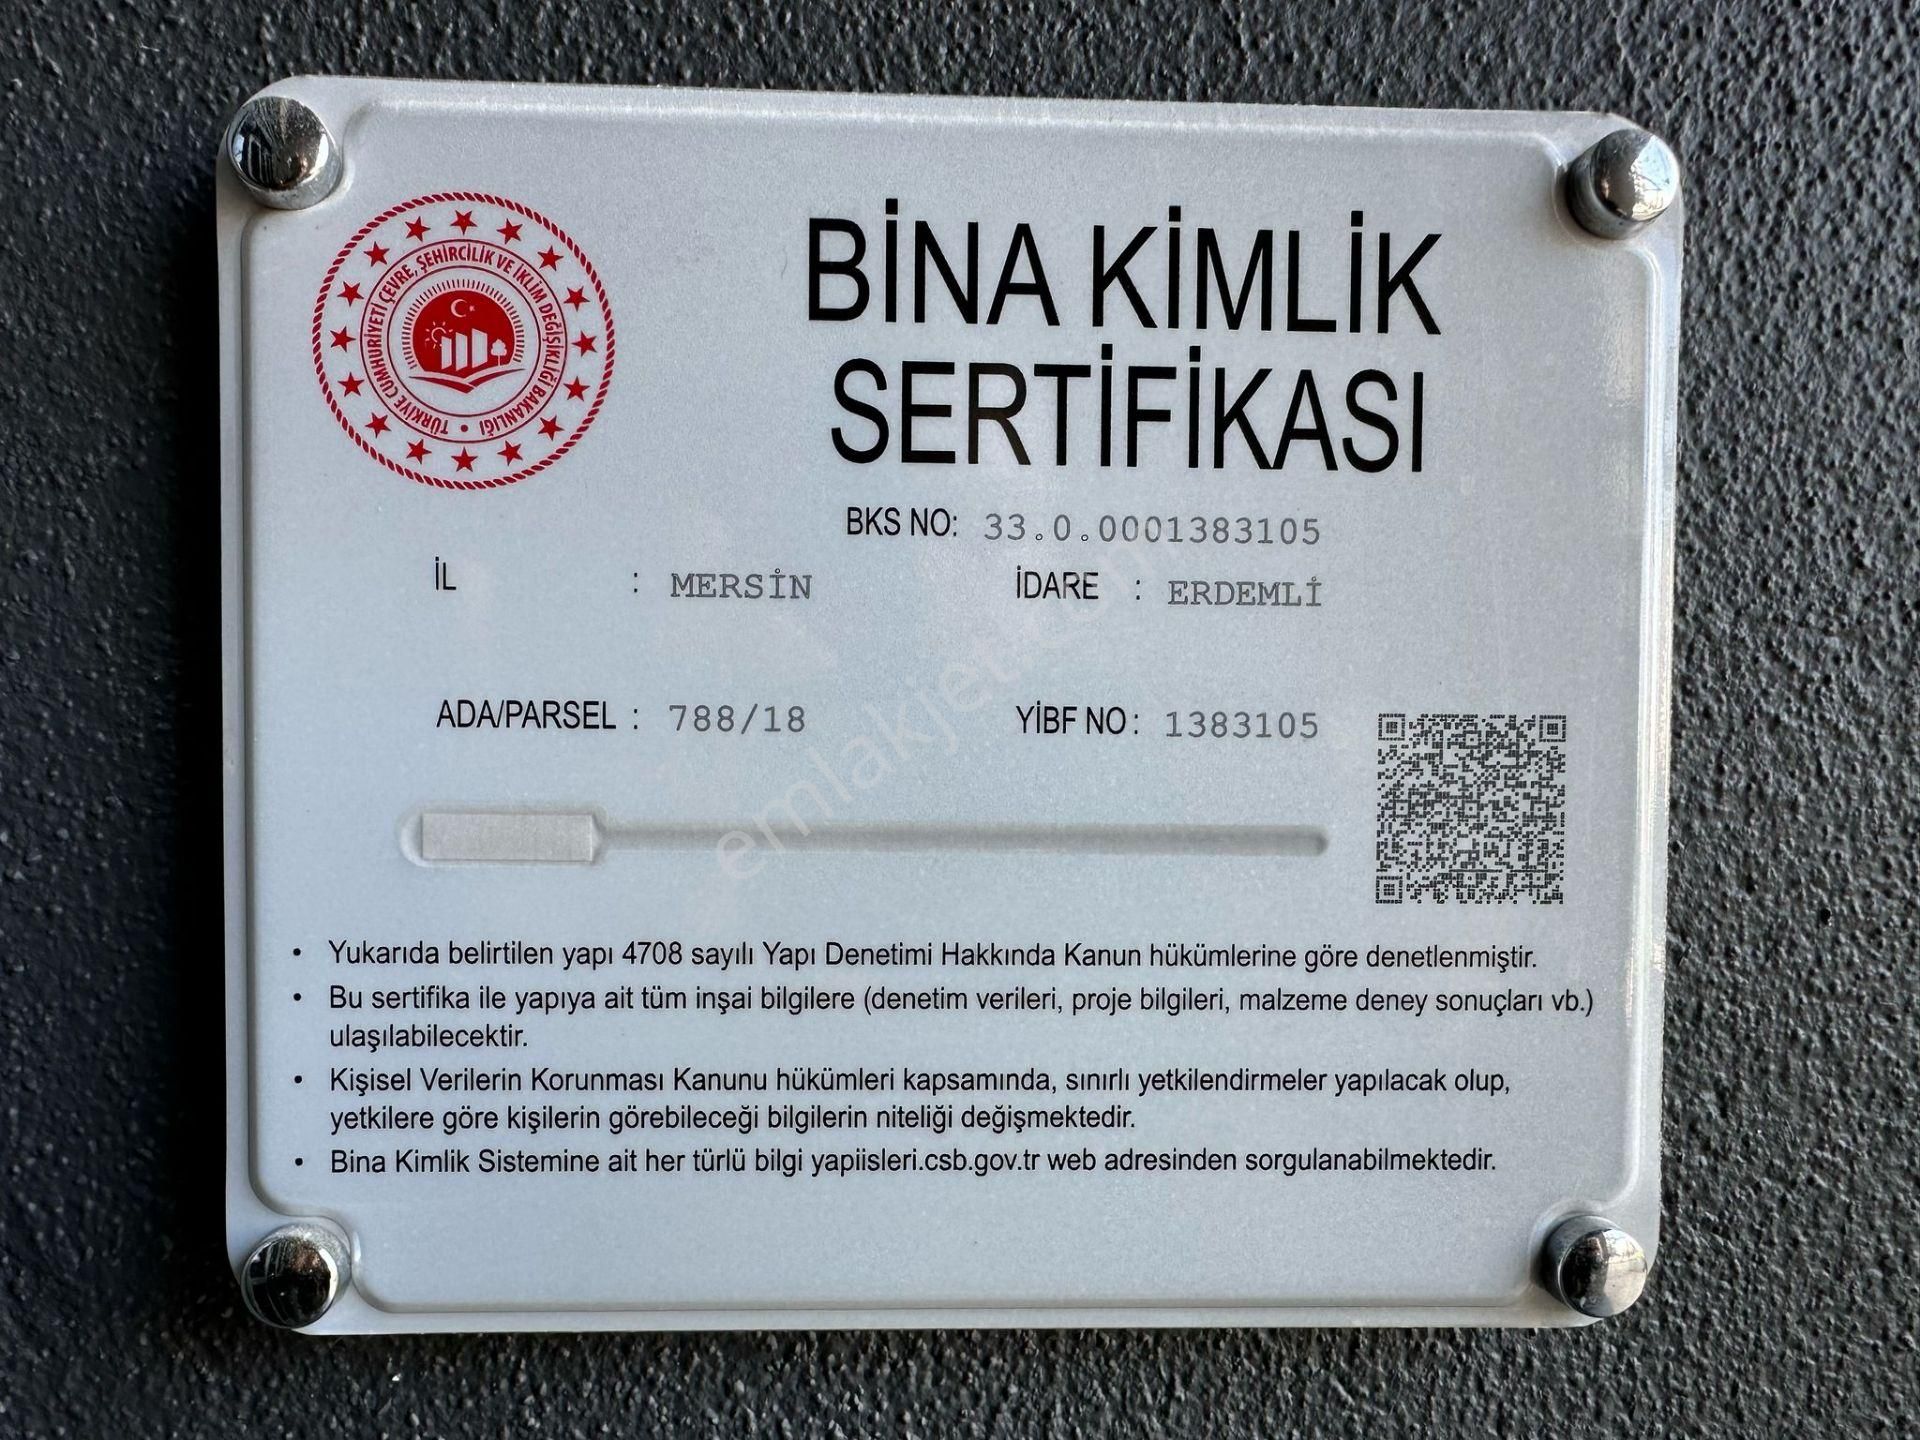 TÜRKİYE CUMHURİYETİ ÇEVRE, ŞEHİRCİLİK VE İKLİM DEĞİŞİKLİĞİ BAKANLIĞI
BİNA KİMLİK
SERTİFİKASI
BKS NO: 33.0.0001383105
İL : MERSİN İDARE : ERDEMLİ
ADA/PARSEL : 788/18 YİBF NO : 1383105
emlakjet.com
• Yukarıda belirtilen yapı 4708 sayılı Yapı Denetimi Hakkında Kanun hükümlerine göre denetlenmiştir.
• Bu sertifika ile yapıya ait tüm inşai bilgilere (denetim verileri, proje bilgileri, malzeme deney sonuçları vb.)
ulaşılabilecektir.
• Kişisel Verilerin Korunması Kanunu hükümleri kapsamında, sınırlı yetkilendirmeler yapılacak olup,
yetkilere göre kişilerin görebileceği bilgilerin niteliği değişmektedir.
• Bina Kimlik Sistemine ait her türlü bilgi yapiisleri.csb.gov.tr web adresinden sorgulanabilmektedir.